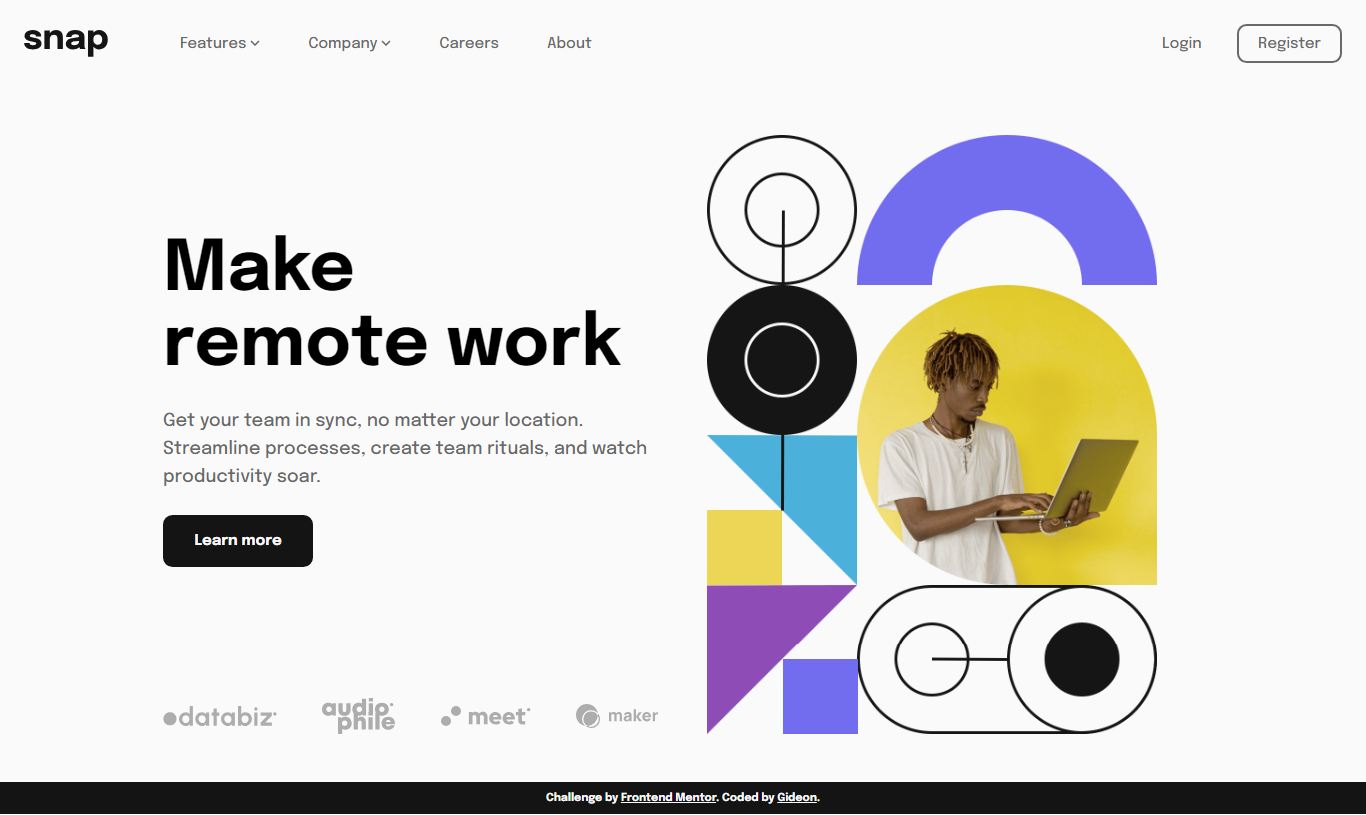 snap
Features
Company
Careers
About
Login
Register
Make
remote work
Get your team in sync, no matter your location.
Streamline processes, create team rituals, and watch
productivity soar.
Learn more
databiz
audio
phile
meet
maker
Challenge by Frontend Mentor. Coded by Gideon.